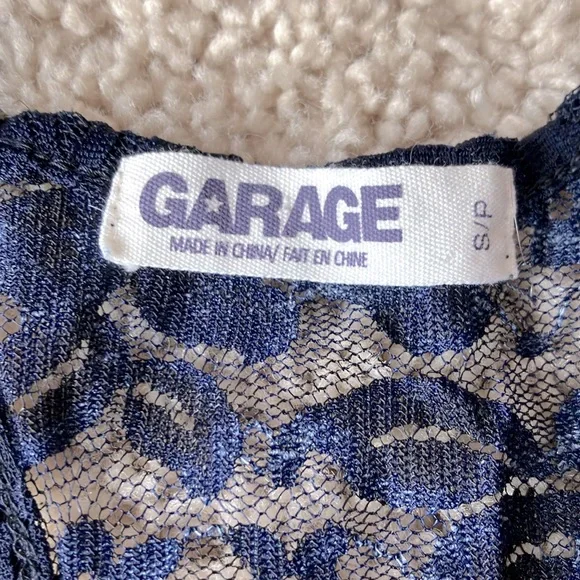 GARAGE
MADE IN CHINA/ FAIT EN CHINE
S/P